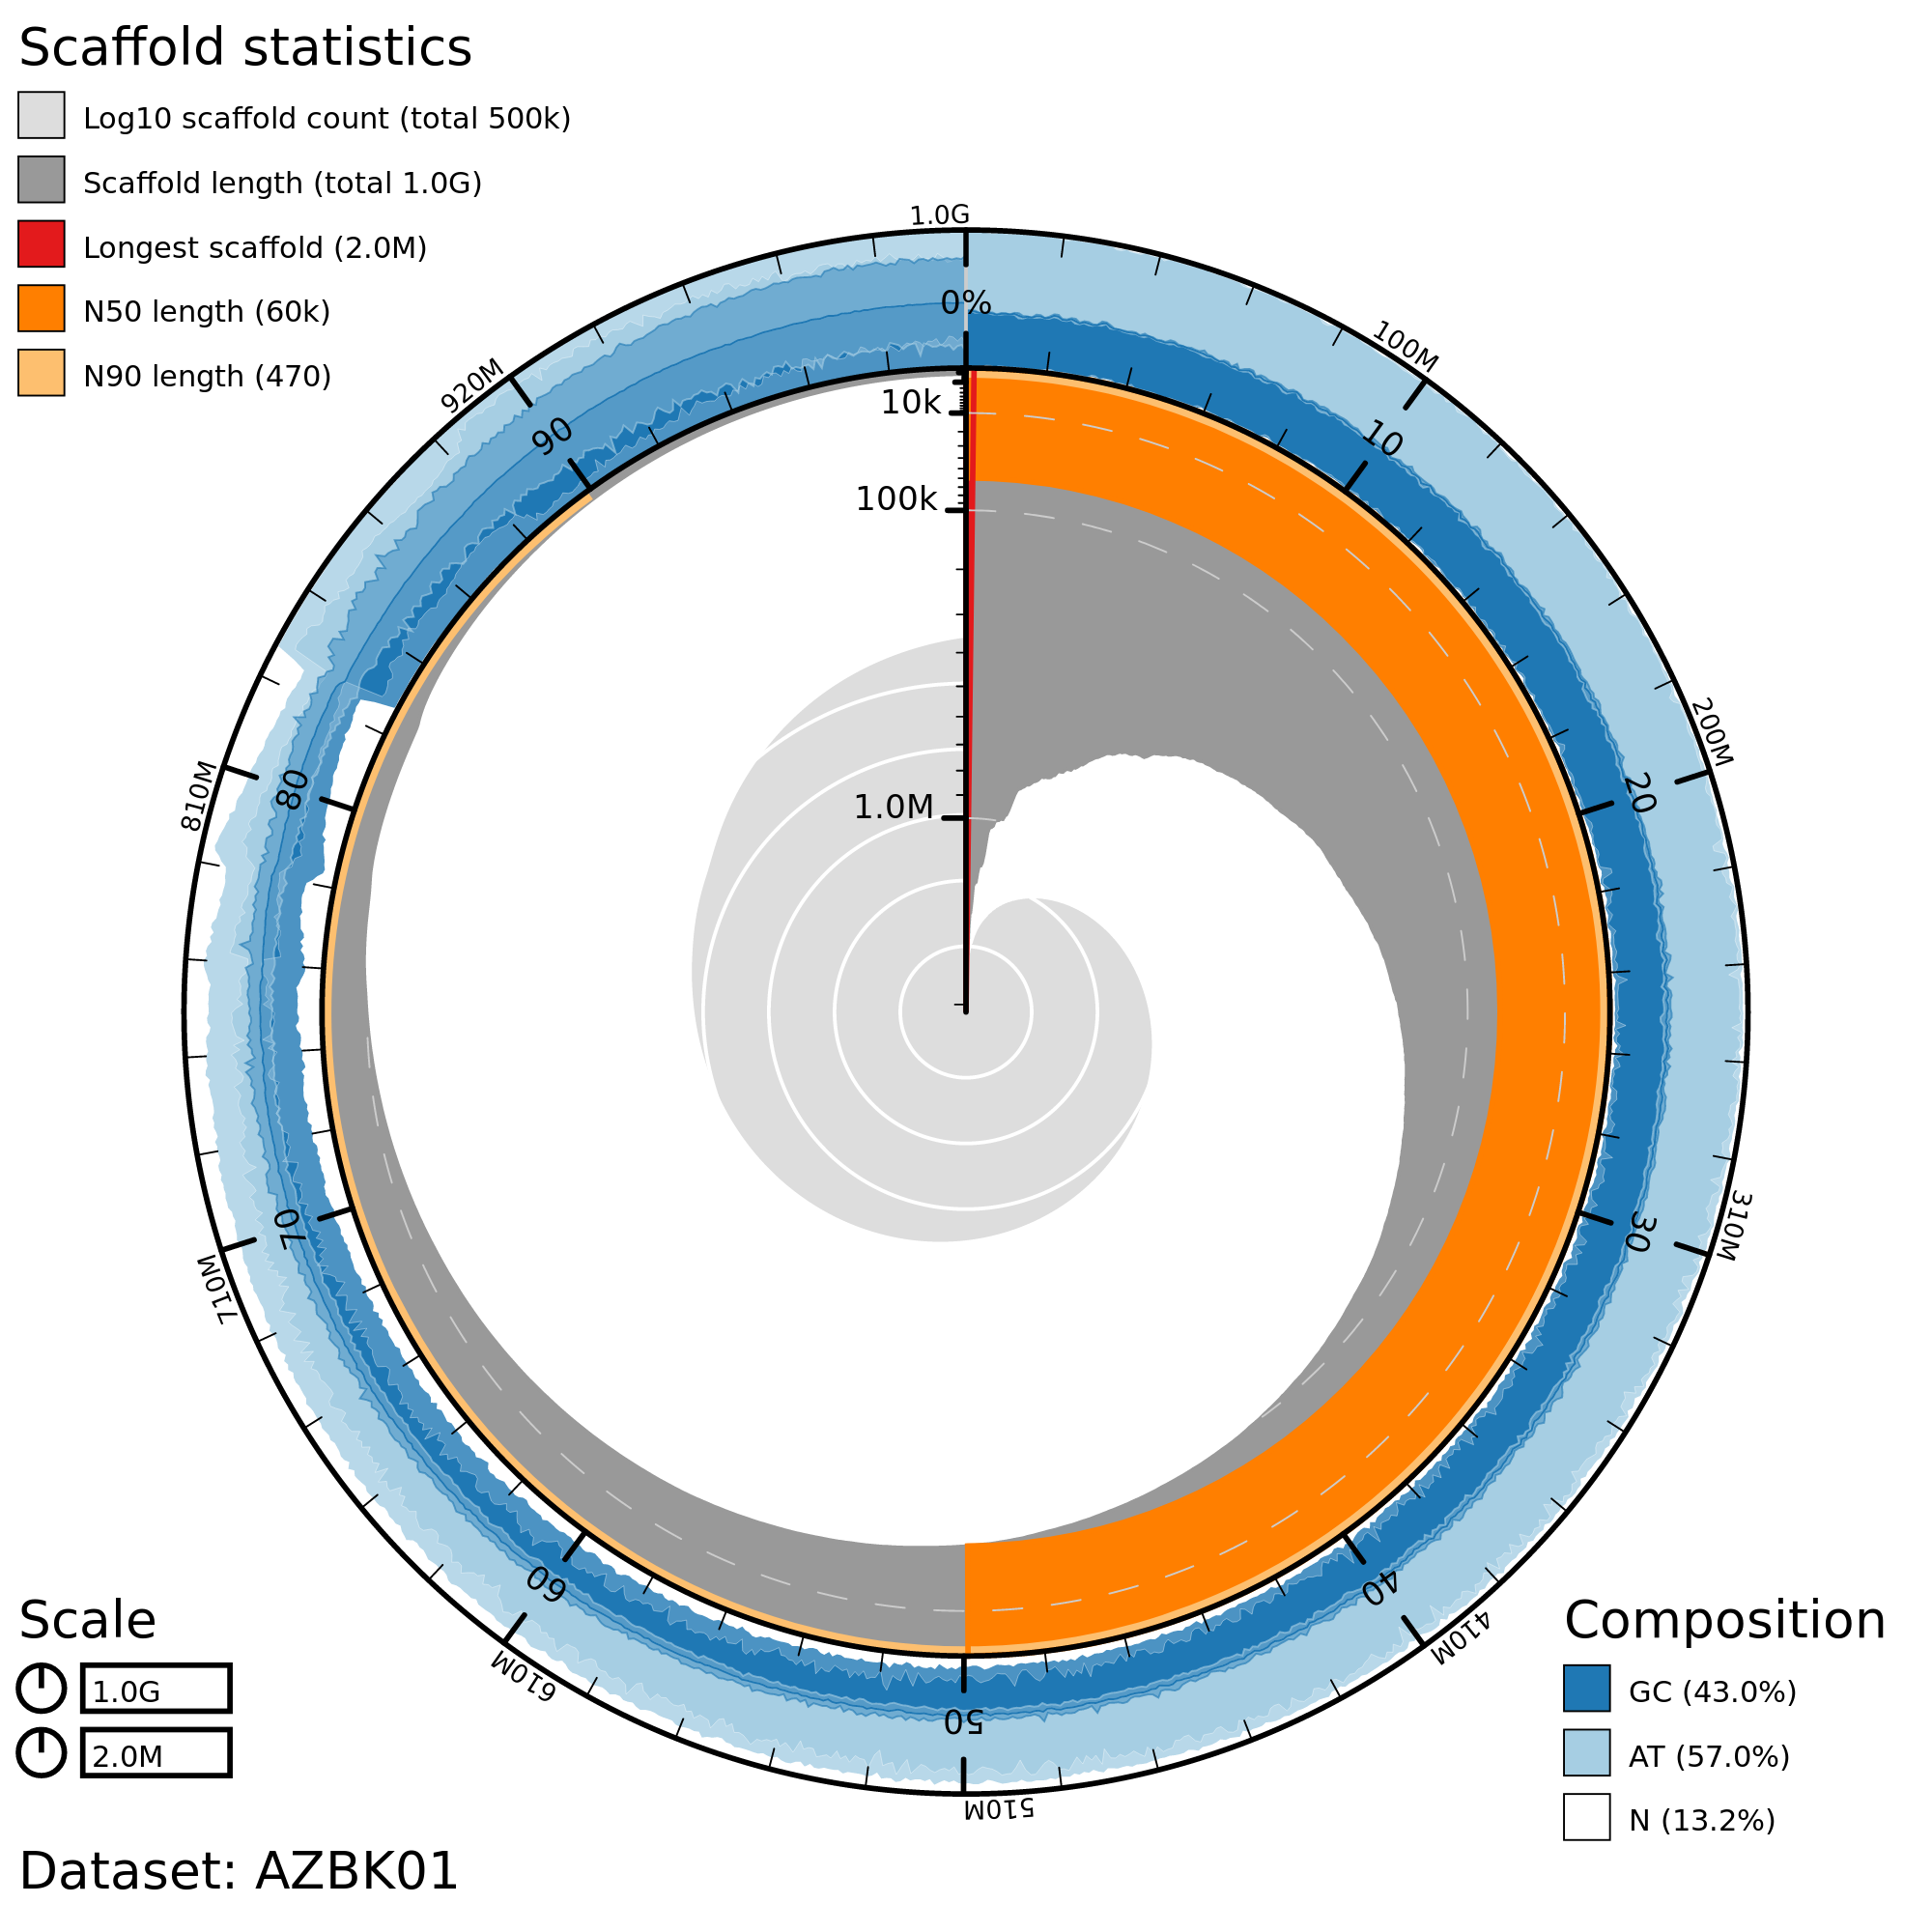 Scaffold statistics
Log10 scaffold count (total 500k)
Scaffold length (total 1.0G)
Longest scaffold (2.0M)
N50 length (60k)
N90 length (470)
1.0G
0%
100M
10
200M
20
310M
30
410M
40
510M
50
610M
60
710M
70
810M
80
920M
90
10k
100k
1.0M
Scale
1.0G
2.0M
Composition
GC (43.0%)
AT (57.0%)
N (13.2%)
Dataset: AZBK01